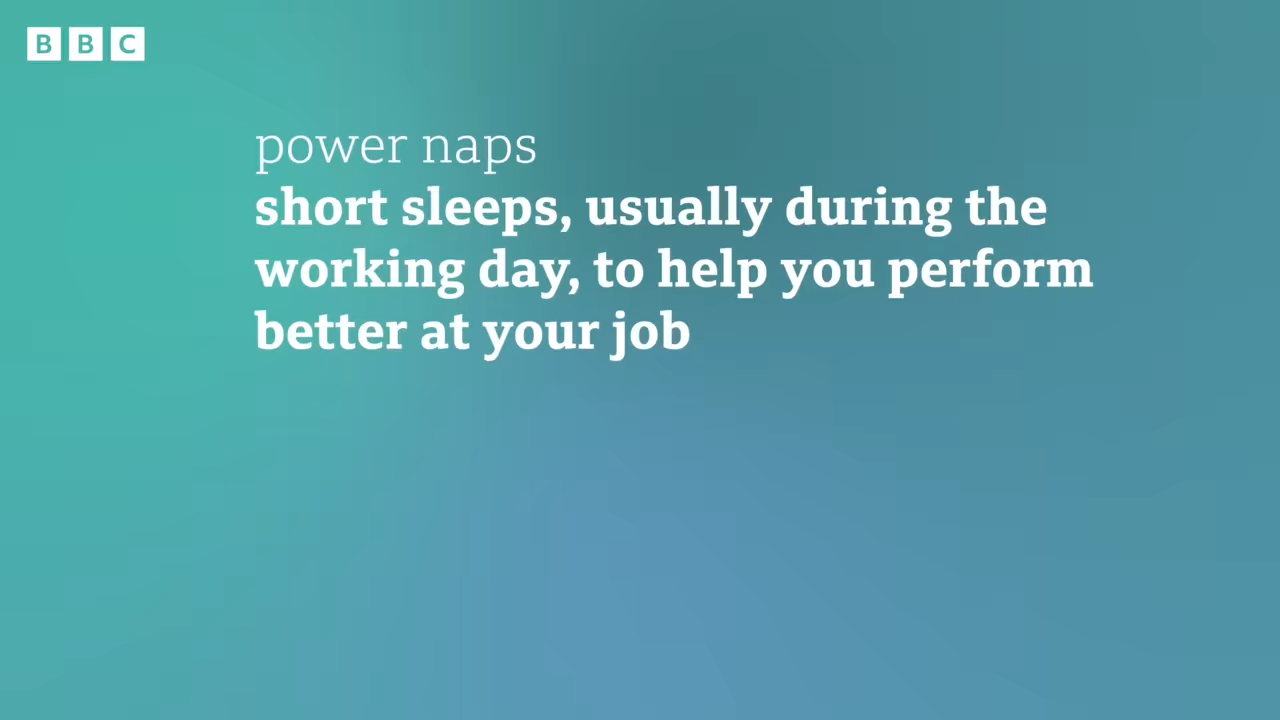 BBC
power naps
short sleeps, usually during the
working day, to help you perform
better at your job